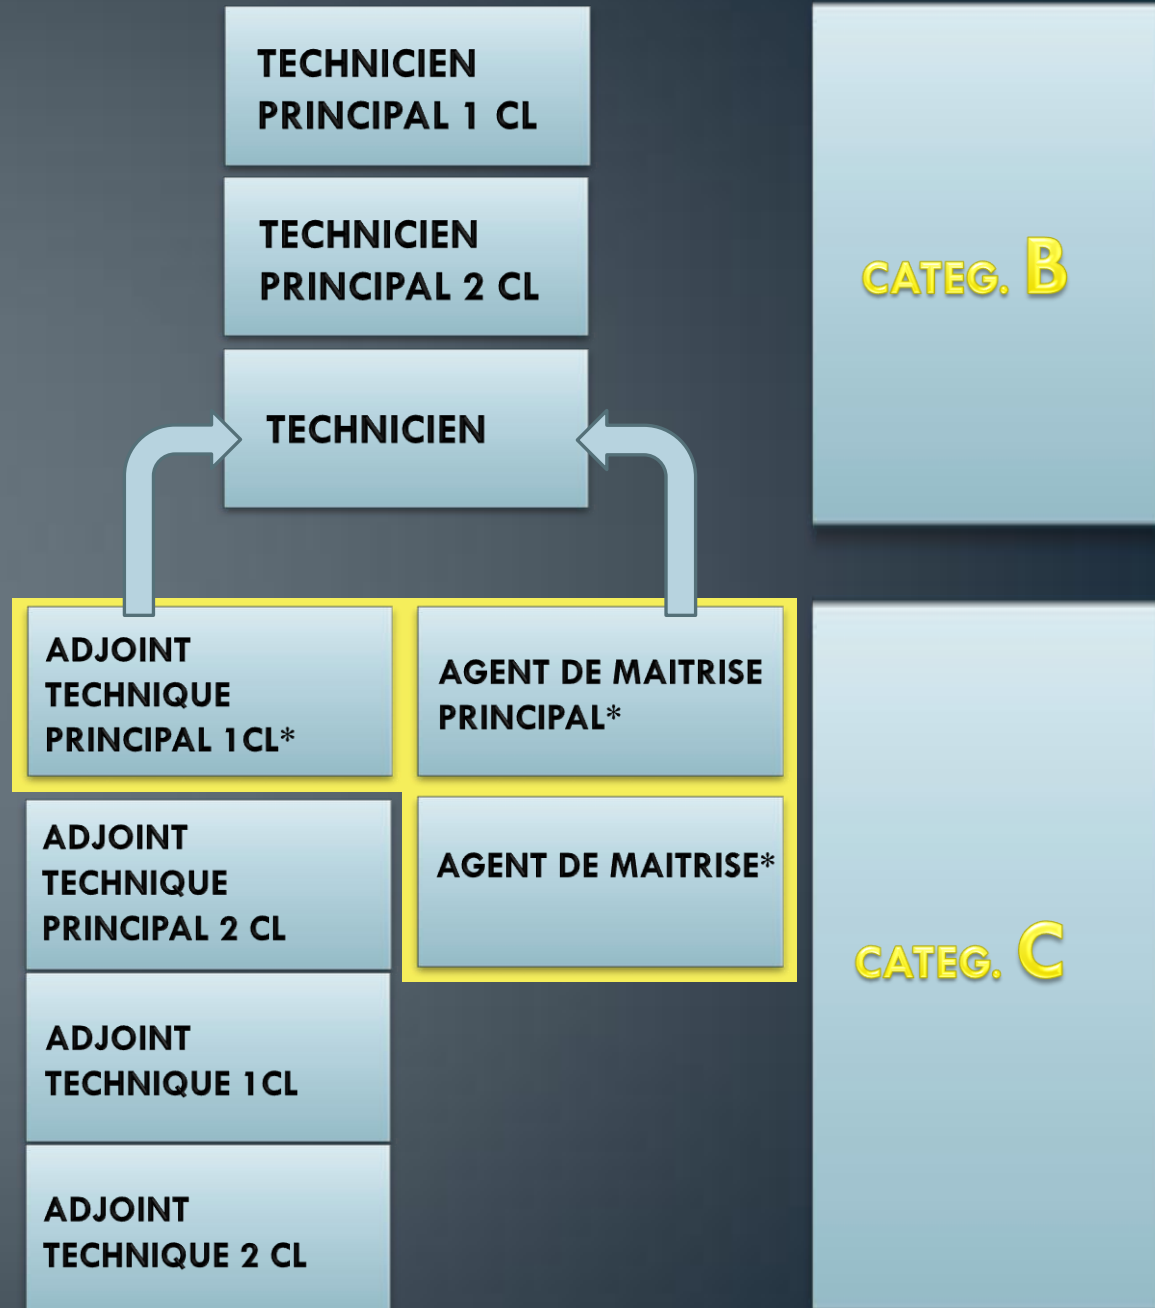 TECHNICIEN
PRINCIPAL 1 CL
TECHNICIEN
PRINCIPAL 2 CL
CATEG. B
TECHNICIEN
ADJOINT
TECHNIQUE
PRINCIPAL 1CL*
AGENT DE MAITRISE
PRINCIPAL*
ADJOINT
TECHNIQUE
PRINCIPAL 2 CL
AGENT DE MAITRISE*
CATEG. C
ADJOINT
TECHNIQUE 1CL
ADJOINT
TECHNIQUE 2 CL